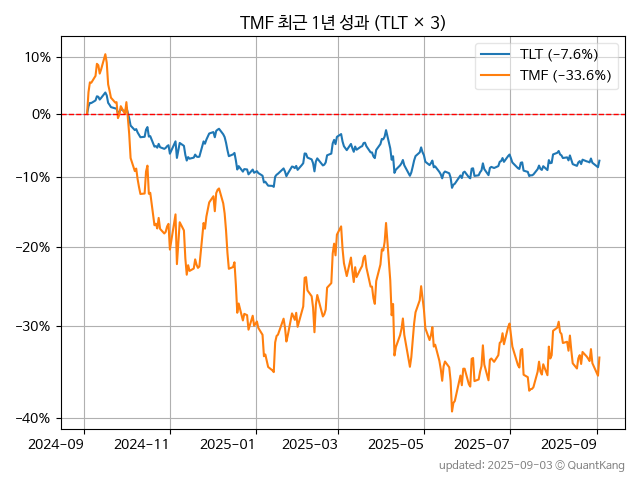 TMF 최근 1년 성과 (TLT × 3)
TLT (−7.6%)
TMF (−33.6%)
10%
0%
−10%
−20%
−30%
−40%
2024-09 2024-11 2025-01 2025-03 2025-05 2025-07 2025-09
updated: 2025-09-03 © QuantKang